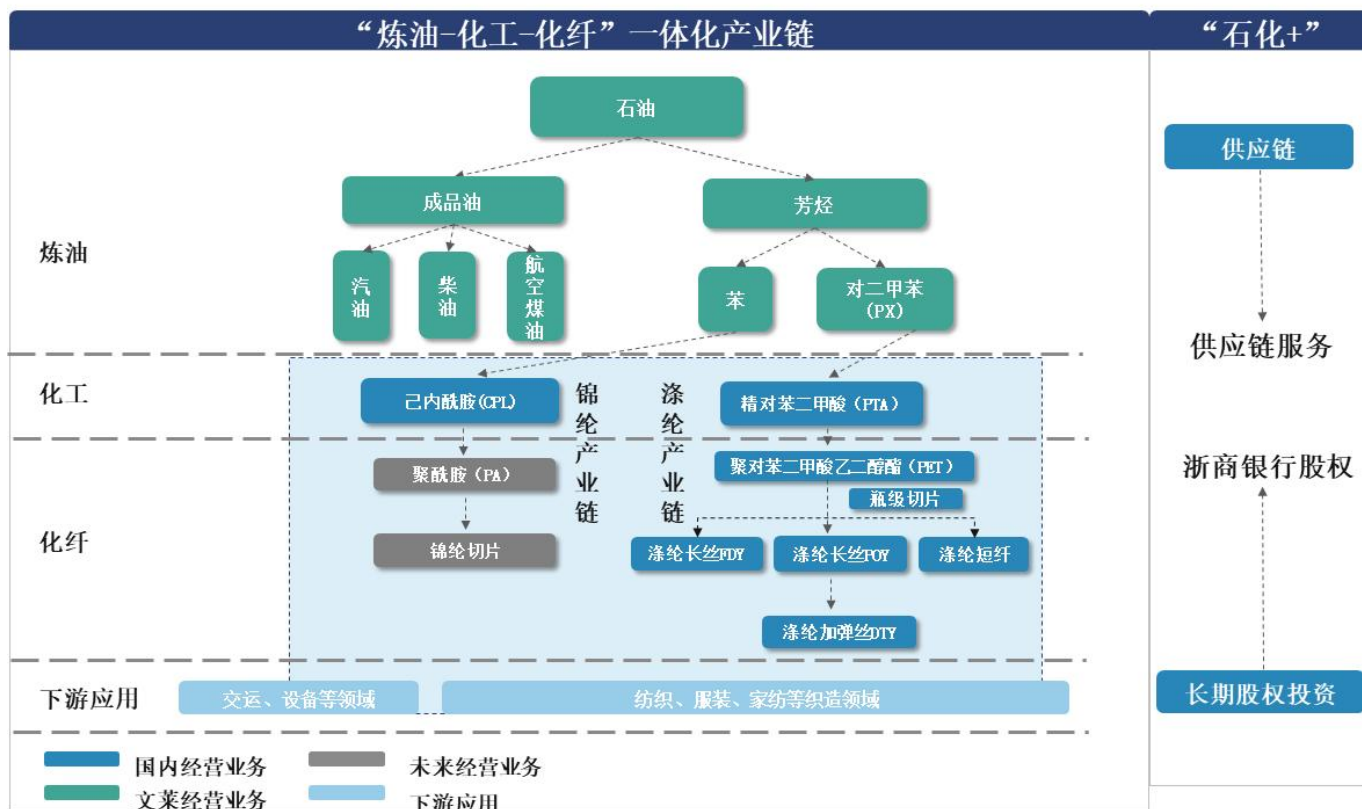 “炼油-化工-化纤”一体化产业链
“石化+”
石油
成品油
芳烃
炼油
汽油
柴油
航空煤油
苯
对二甲苯
(PX)
供应链
供应链服务
化工
己内酰胺(CPL)
锦纶产业链
涤纶产业链
精对苯二甲酸（PTA）
化纤
聚酰胺（PA）
聚对苯二甲酸乙二醇酯（PET）
瓶级切片
锦纶切片
涤纶长丝FDY
涤纶长丝POY
涤纶短纤
涤纶加弹丝DTY
浙商银行股权
长期股权投资
下游应用
交运、设备等领域
纺织、服装、家纺等织造领域
国内经营业务
未来经营业务
文莱经营业务
下游应用